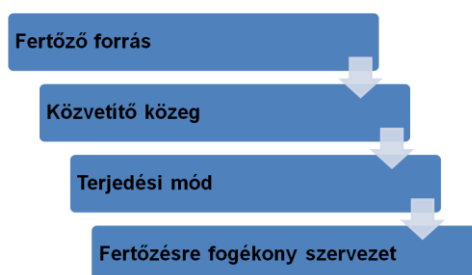 Fertőző forrás
Közvetítő közeg
Terjedési mód
Fertőzésre fogékony szervezet